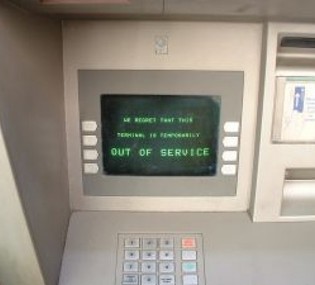 WE REGRET THAT THIS
TERMINAL IS TEMPORARILY
OUT OF SERVICE